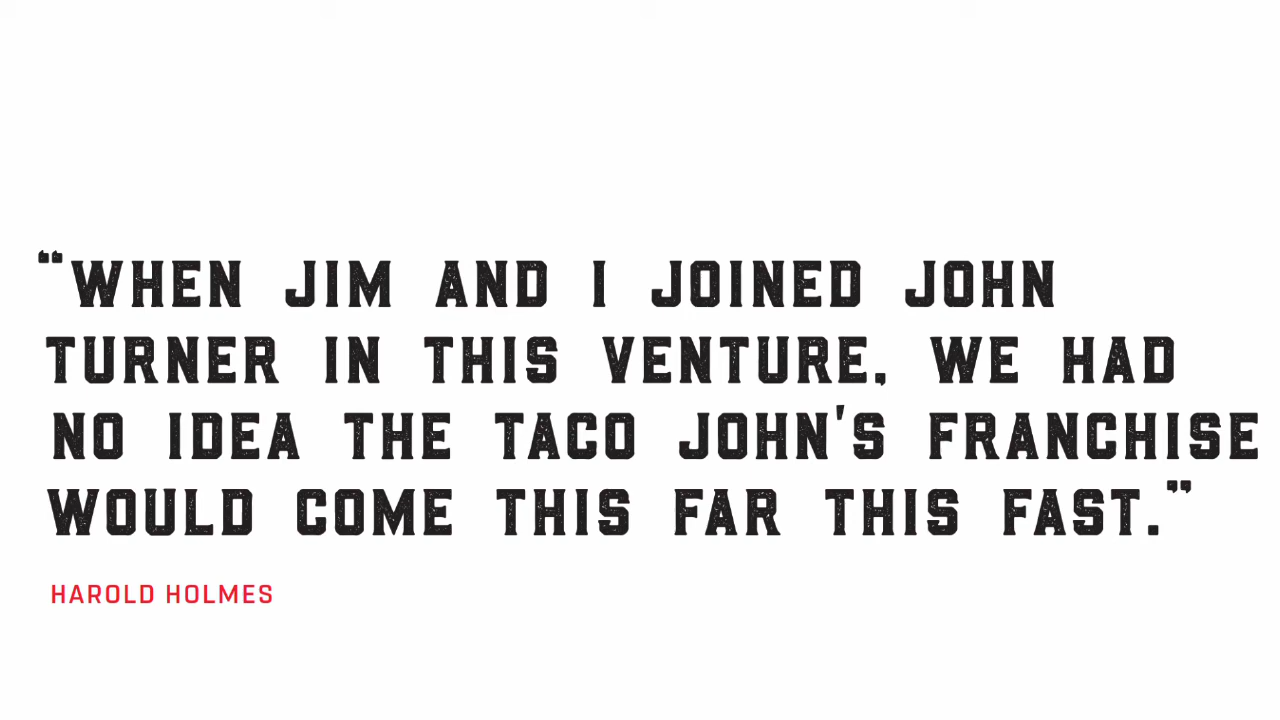 “WHEN JIM AND I JOINED JOHN
TURNER IN THIS VENTURE, WE HAD
NO IDEA THE TACO JOHN'S FRANCHISE
WOULD COME THIS FAR THIS FAST.”
HAROLD HOLMES